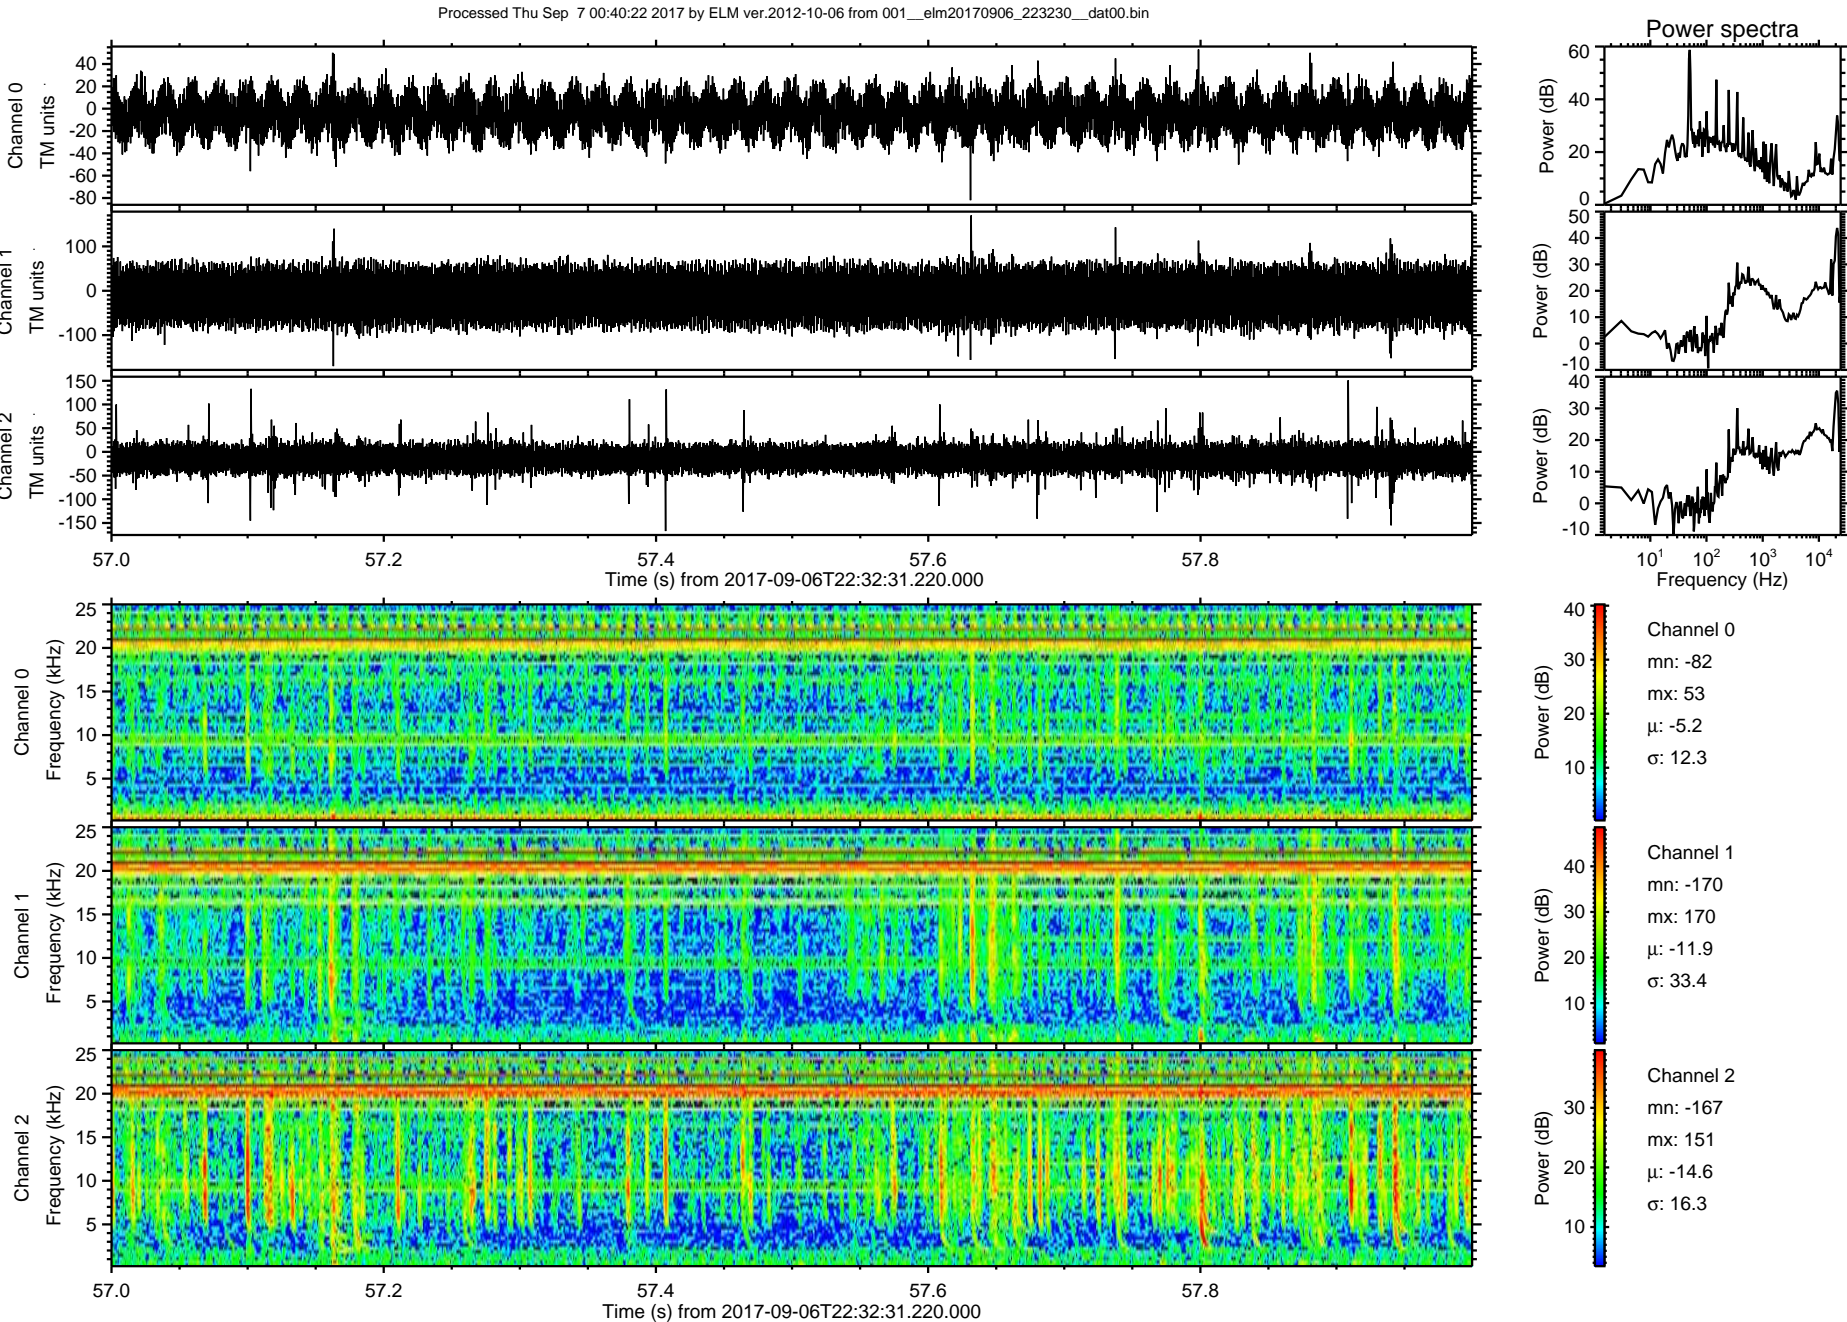 Processed Thu Sep  7 00:40:22 2017 by ELM ver.2012-10-06 from 001__elm20170906_223230__dat00.bin
Power spectra
Channel 0
TM units
40
20
0
-20
-40
-60
-80
Power (dB)
60
40
20
0
Channel 1
TM units
100
0
-100
Power (dB)
50
40
30
20
10
0
-10
Channel 2
TM units
150
100
50
0
-50
-100
-150
Power (dB)
40
30
20
10
0
-10
57.0 57.2 57.4 57.6 57.8
Time (s) from 2017-09-06T22:32:31.220.000
10¹ 10² 10³ 10⁴
Frequency (Hz)
Channel 0
Frequency (kHz)
25
20
15
10
5
Power (dB)
40
30
20
10
Channel 0
mn: -82
mx: 53
μ: -5.2
σ: 12.3
Channel 1
Frequency (kHz)
25
20
15
10
5
Power (dB)
40
30
20
10
Channel 1
mn: -170
mx: 170
μ: -11.9
σ: 33.4
Channel 2
Frequency (kHz)
25
20
15
10
5
Power (dB)
30
20
10
Channel 2
mn: -167
mx: 151
μ: -14.6
σ: 16.3
57.0 57.2 57.4 57.6 57.8
Time (s) from 2017-09-06T22:32:31.220.000